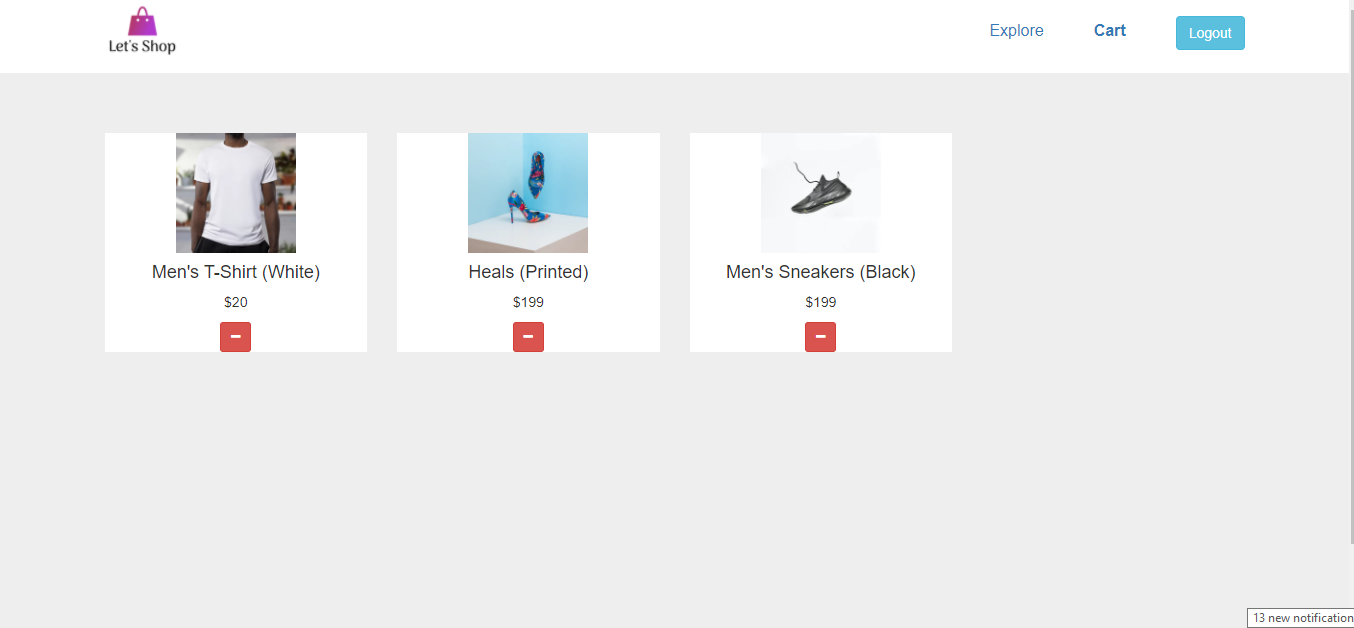 Let's Shop
Explore
Cart
Logout
Men's T-Shirt (White)
$20
Heals (Printed)
$199
Men's Sneakers (Black)
$199
13 new notification